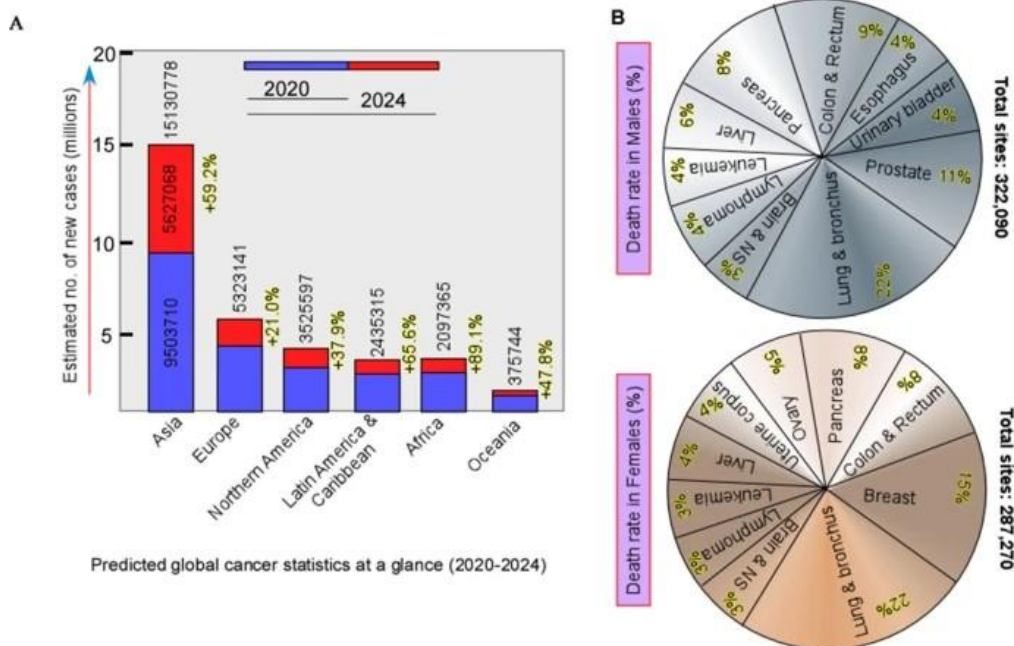 A
Estimated no. of new cases (millions)
20
15
10
5
2020
2024
15130778
5627068
9503710
+59.2%
5323141
+21.0%
3525597
+37.9%
2435315
+65.6%
2097365
+89.1%
375744
+47.8%
Asia
Europe
Northern America
Latin America &
Caribbean
Africa
Oceania
Predicted global cancer statistics at a glance (2020-2024)
B
Death rate in Males (%)
Colon & Rectum 9%
Esophagus 4%
Urinary bladder 4%
Prostate 11%
Lung & bronchus 22%
Brain & NS 3%
Lymphoma 4%
Leukemia 4%
Liver 6%
Pancreas 8%
Total sites: 322,090
Death rate in Females (%)
Pancreas 8%
Colon & Rectum 8%
Breast 15%
Lung & bronchus 22%
Brain & NS 3%
Lymphoma 3%
Leukemia 3%
Liver 4%
Uterine corpus 4%
Ovary 5%
Total sites: 287,270